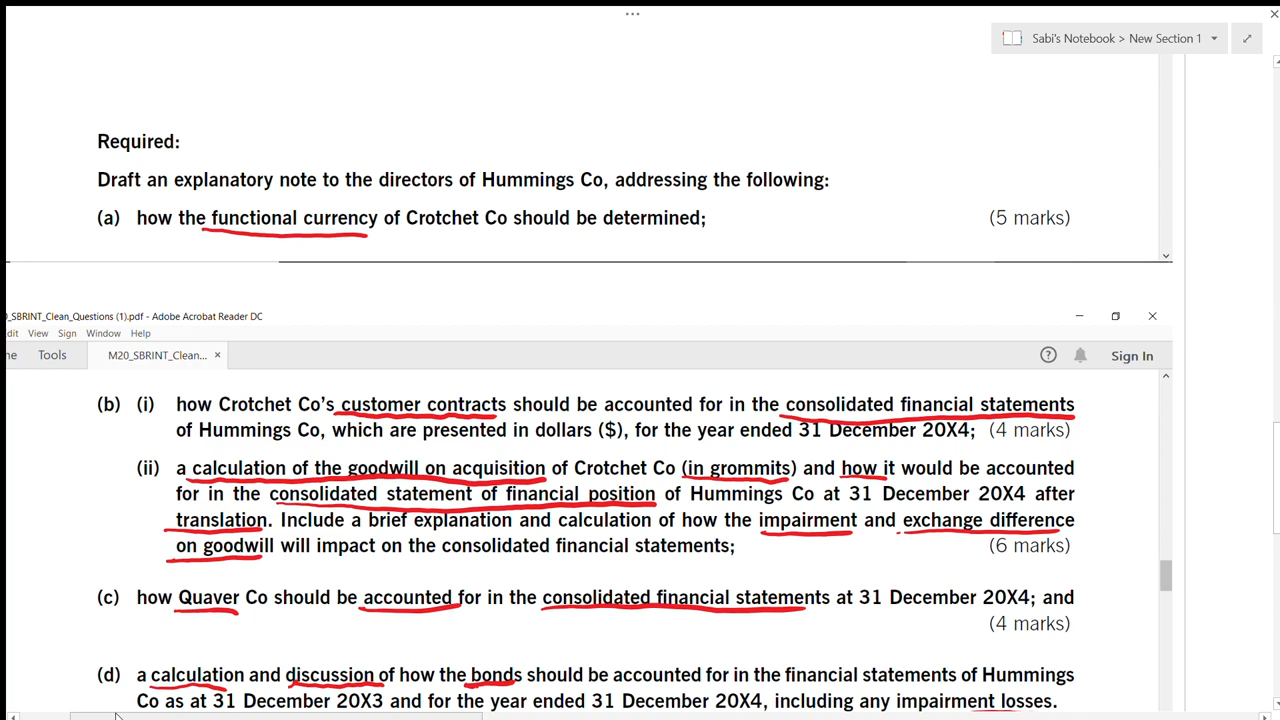 Sabi's Notebook > New Section 1
Required:
Draft an explanatory note to the directors of Hummings Co, addressing the following:
(a) how the functional currency of Crotchet Co should be determined; (5 marks)
0_SBRINT_Clean_Questions (1).pdf - Adobe Acrobat Reader DC
dit View Sign Window Help
me Tools M20_SBRINT_Clean... × Sign In
(b) (i) how Crotchet Co's customer contracts should be accounted for in the consolidated financial statements
of Hummings Co, which are presented in dollars ($), for the year ended 31 December 20X4; (4 marks)
(ii) a calculation of the goodwill on acquisition of Crotchet Co (in grommits) and how it would be accounted
for in the consolidated statement of financial position of Hummings Co at 31 December 20X4 after
translation. Include a brief explanation and calculation of how the impairment and exchange difference
on goodwill will impact on the consolidated financial statements; (6 marks)
(c) how Quaver Co should be accounted for in the consolidated financial statements at 31 December 20X4; and
(4 marks)
(d) a calculation and discussion of how the bonds should be accounted for in the financial statements of Hummings
Co as at 31 December 20X3 and for the year ended 31 December 20X4, including any impairment losses.